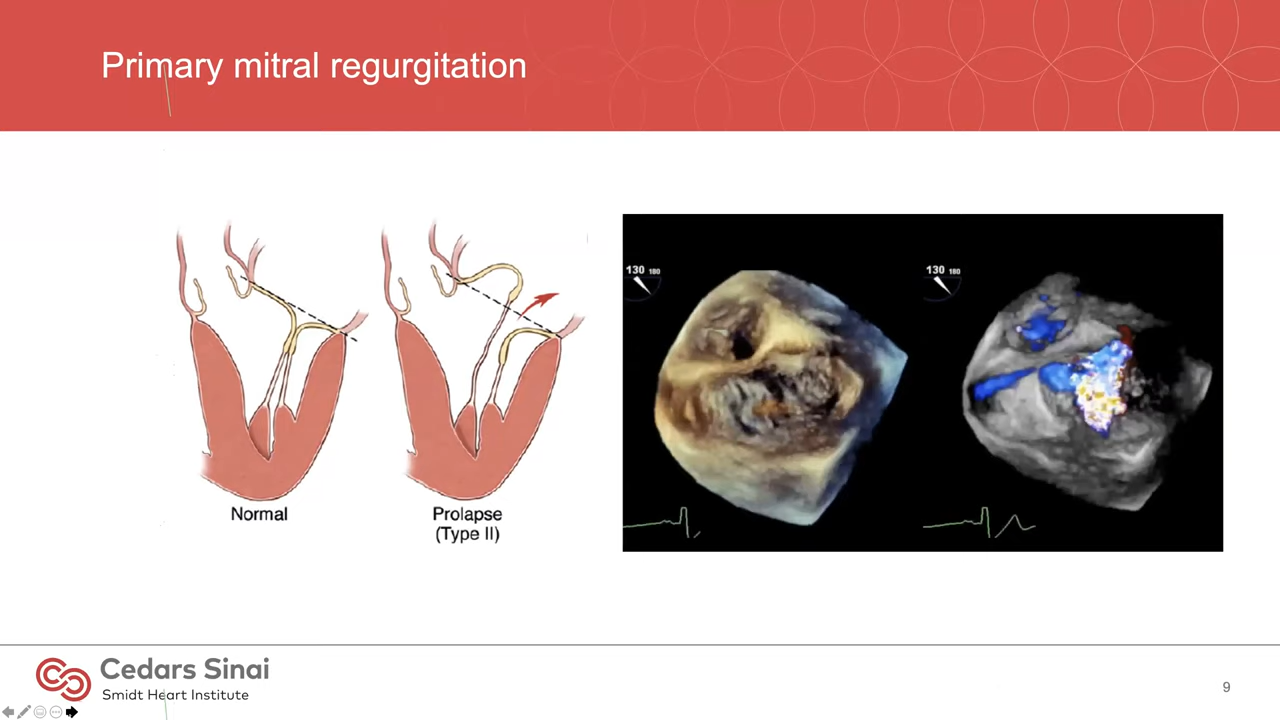 Primary mitral regurgitation
Normal
Prolapse
(Type II)
130 180
130 180
Cedars Sinai
Smidt Heart Institute
9